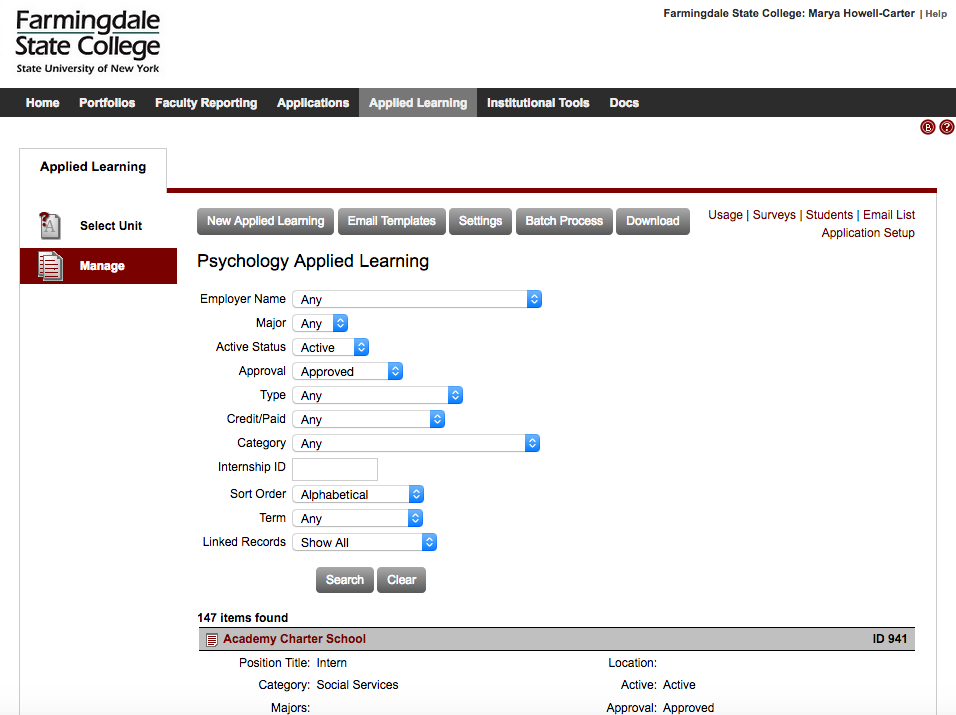 Farmingdale
State College
State University of New York
Farmingdale State College: Marya Howell-Carter | Help
Home Portfolios Faculty Reporting Applications Applied Learning Institutional Tools Docs
B ?
Applied Learning
Select Unit
Manage
New Applied Learning Email Templates Settings Batch Process Download
Usage | Surveys | Students | Email List
Application Setup
Psychology Applied Learning
Employer Name Any
Major Any
Active Status Active
Approval Approved
Type Any
Credit/Paid Any
Category Any
Internship ID
Sort Order Alphabetical
Term Any
Linked Records Show All
Search Clear
147 items found
Academy Charter School ID 941
Position Title: Intern Location:
Category: Social Services Active: Active
Majors: Approval: Approved